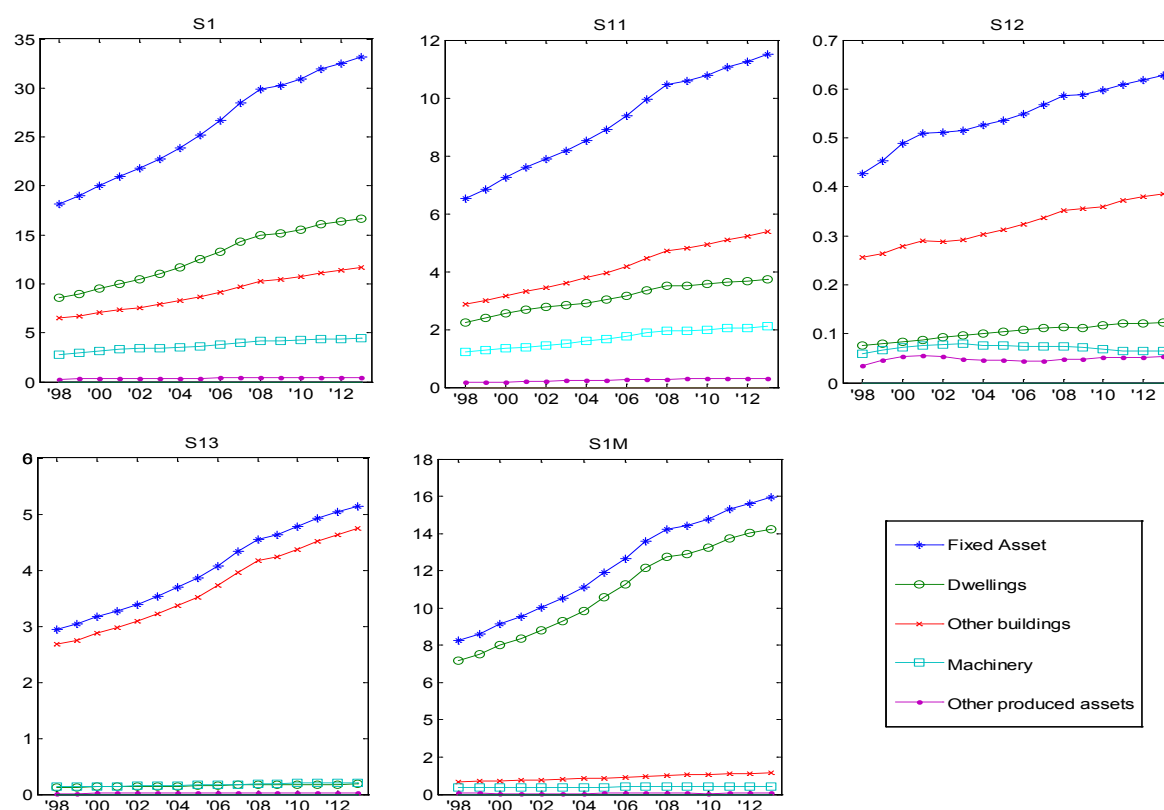 S1
35
30
25
20
15
10
5
0
'98 '00 '02 '04 '06 '08 '10 '12
S11
12
10
8
6
4
2
0
'98 '00 '02 '04 '06 '08 '10 '12
S12
0.7
0.6
0.5
0.4
0.3
0.2
0.1
0
'98 '00 '02 '04 '06 '08 '10 '12
S13
6
5
4
3
2
1
0
'98 '00 '02 '04 '06 '08 '10 '12
S1M
18
16
14
12
10
8
6
5
2
0
'98 '00 '02 '04 '06 '08 '10 '12
Fixed Asset
Dwellings
Other buildings
Machinery
Other produced assets